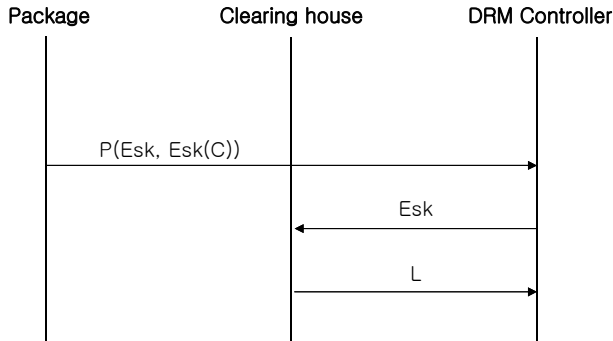 Package
Clearing house
DRM Controller
P(Esk, Esk(C))
Esk
L